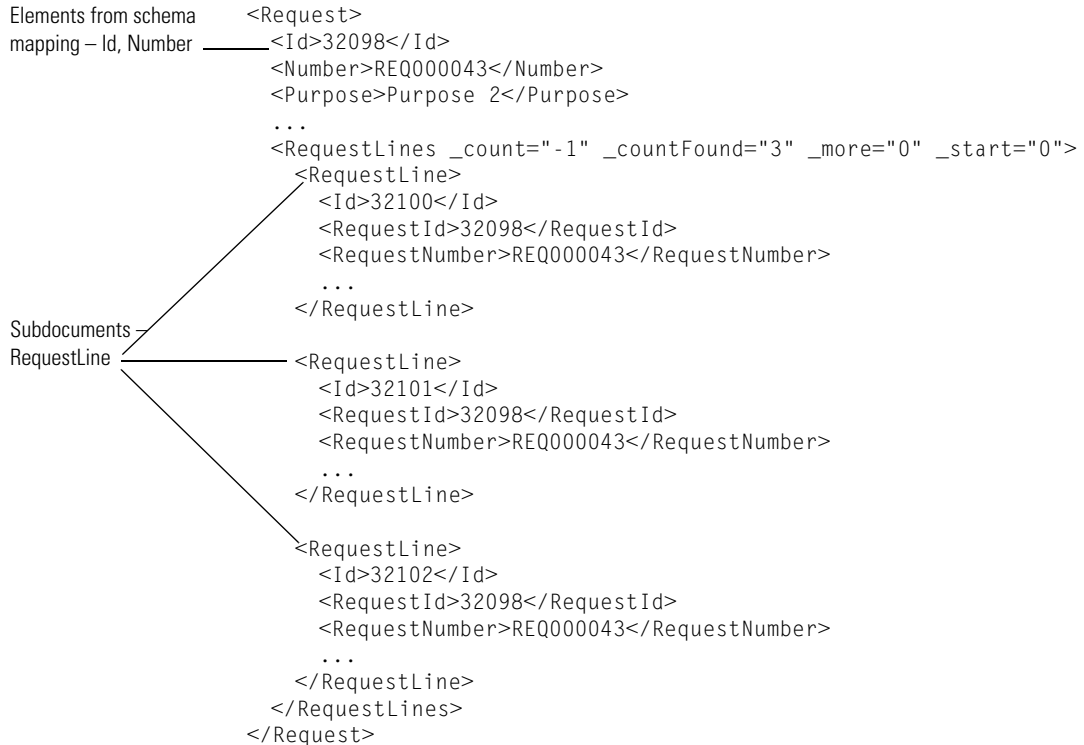 Elements from schema
mapping – Id, Number
<Request>
<Id>32098</Id>
<Number>REQ000043</Number>
<Purpose>Purpose 2</Purpose>
...
<RequestLines _count="-1" _countFound="3" _more="0" _start="0">
<RequestLine>
<Id>32100</Id>
<RequestId>32098</RequestId>
<RequestNumber>REQ000043</RequestNumber>
...
</RequestLine>
Subdocuments –
RequestLine
<RequestLine>
<Id>32101</Id>
<RequestId>32098</RequestId>
<RequestNumber>REQ000043</RequestNumber>
...
</RequestLine>
<RequestLine>
<Id>32102</Id>
<RequestId>32098</RequestId>
<RequestNumber>REQ000043</RequestNumber>
...
</RequestLine>
</RequestLines>
</Request>